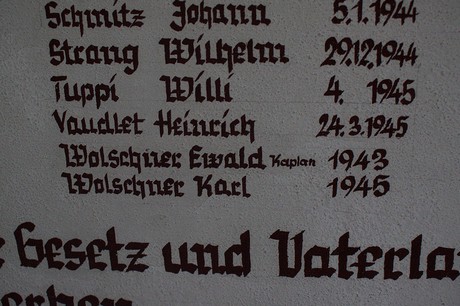 Schmitz Johann 5.1.1944
Strang Wilhelm 29.12.1944
Tuppi Willi 4. 1945
Vaudlet Heinrich 24.3.1945
Wolschner Ewald Kaplan 1943
Wolschner Karl 1945
Gesetz und Vaterla